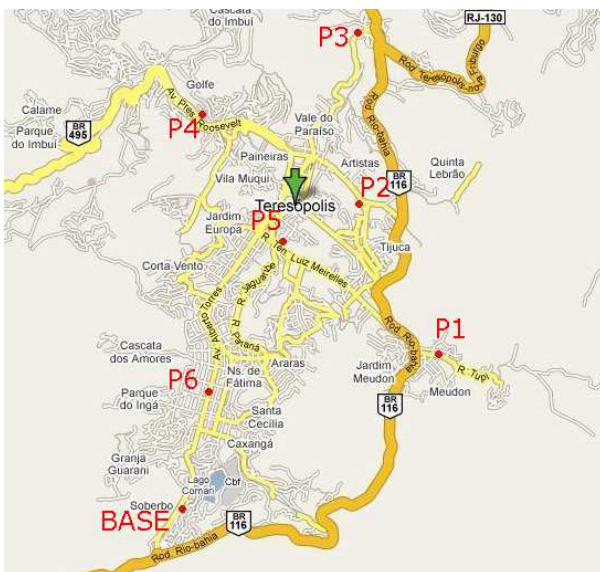 Cascata
do Imbuí
RJ-130
P3
Rod. Teresópolis-nova Friburgo
Golfe
Calame
Parque
do Imbuí
BR
495
Av. Pres. Roosevelt
P4
Vale do
Paraíso
Rod. Rio-bahia
Paineiras
Artistas
Quinta
Lebrão
Vila Muqui
BR
116
P2
Teresópolis
Jardim
Europa
P5
Tijuca
R. Ten. Luiz Meirelles
Corta Vento
R. Jaguaribe
Av. Alberto Torres
R. Paraná
Rod. Rio-bahia
P1
Cascata
dos Amores
Araras
Jardim
Meudon
R. Tupi
Meudon
Ns. de
Fátima
P6
Parque
do Ingá
BR
116
Santa
Cecília
Caxangá
Granja
Guarani
Lago
Comari
Cbf
Soberbo
BASE
BR
116
Rod. Rio-bahia